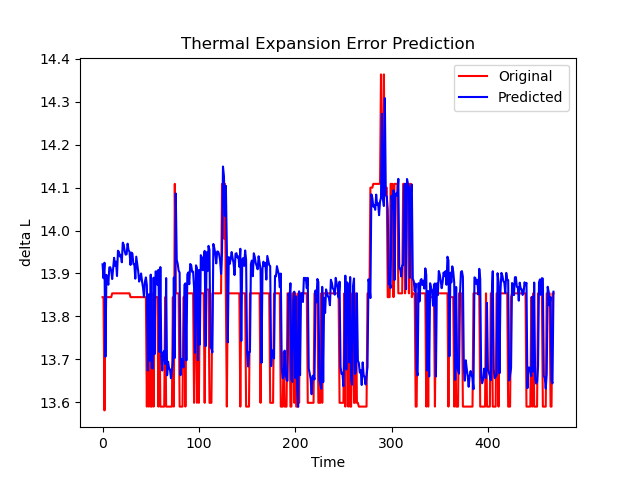 Thermal Expansion Error Prediction
Original
Predicted
delta L
14.4
14.3
14.2
14.1
14.0
13.9
13.8
13.7
13.6
0
100
200
300
400
Time